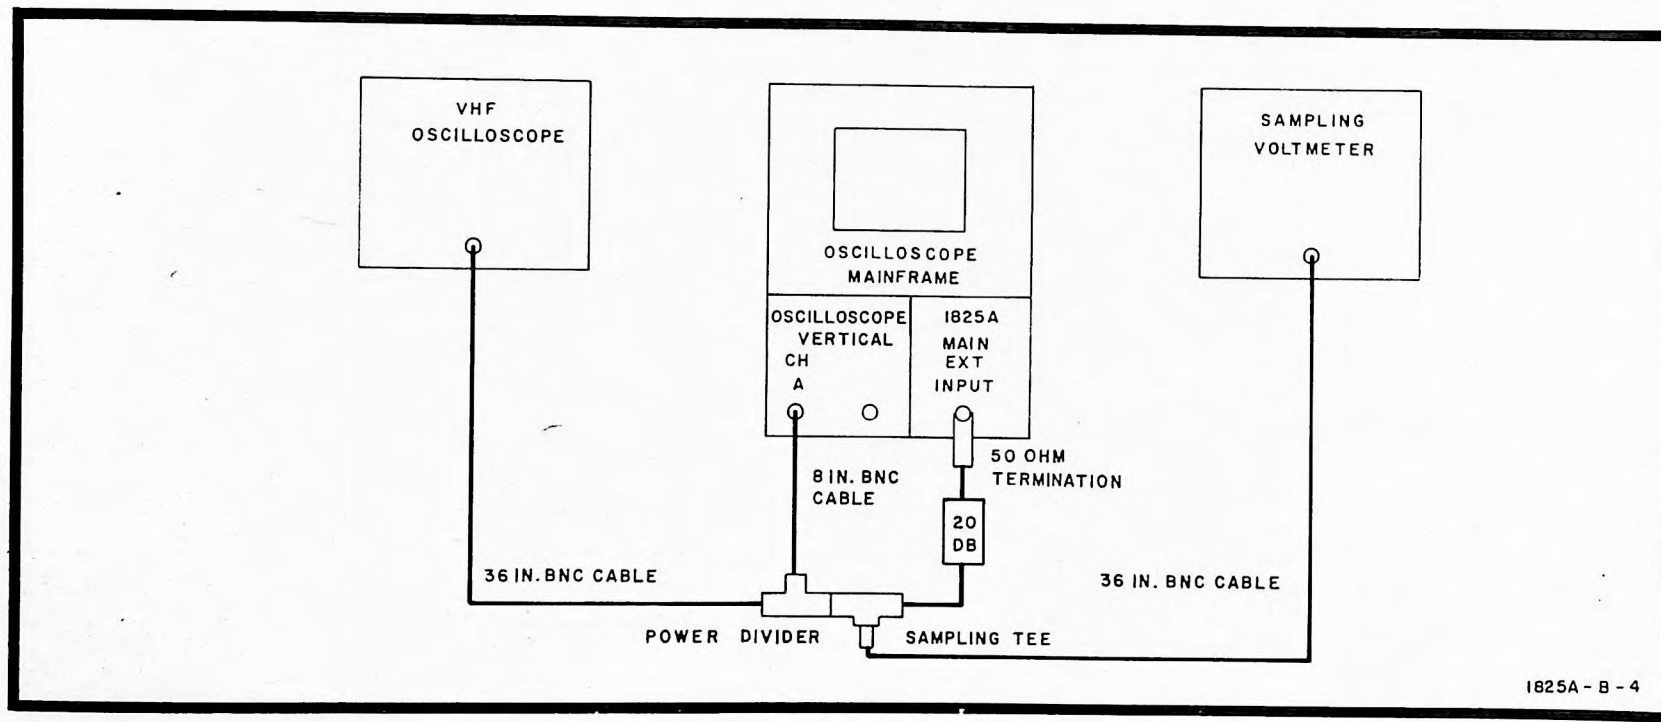 VHF
OSCILLOSCOPE
OSCILLOSCOPE
MAINFRAME
SAMPLING
VOLTMETER
OSCILLOSCOPE
VERTICAL
CH
A
1825A
MAIN
EXT
INPUT
8 IN. BNC
CABLE
50 OHM
TERMINATION
20
DB
36 IN. BNC CABLE
36 IN. BNC CABLE
POWER DIVIDER
SAMPLING TEE
1825A - B - 4